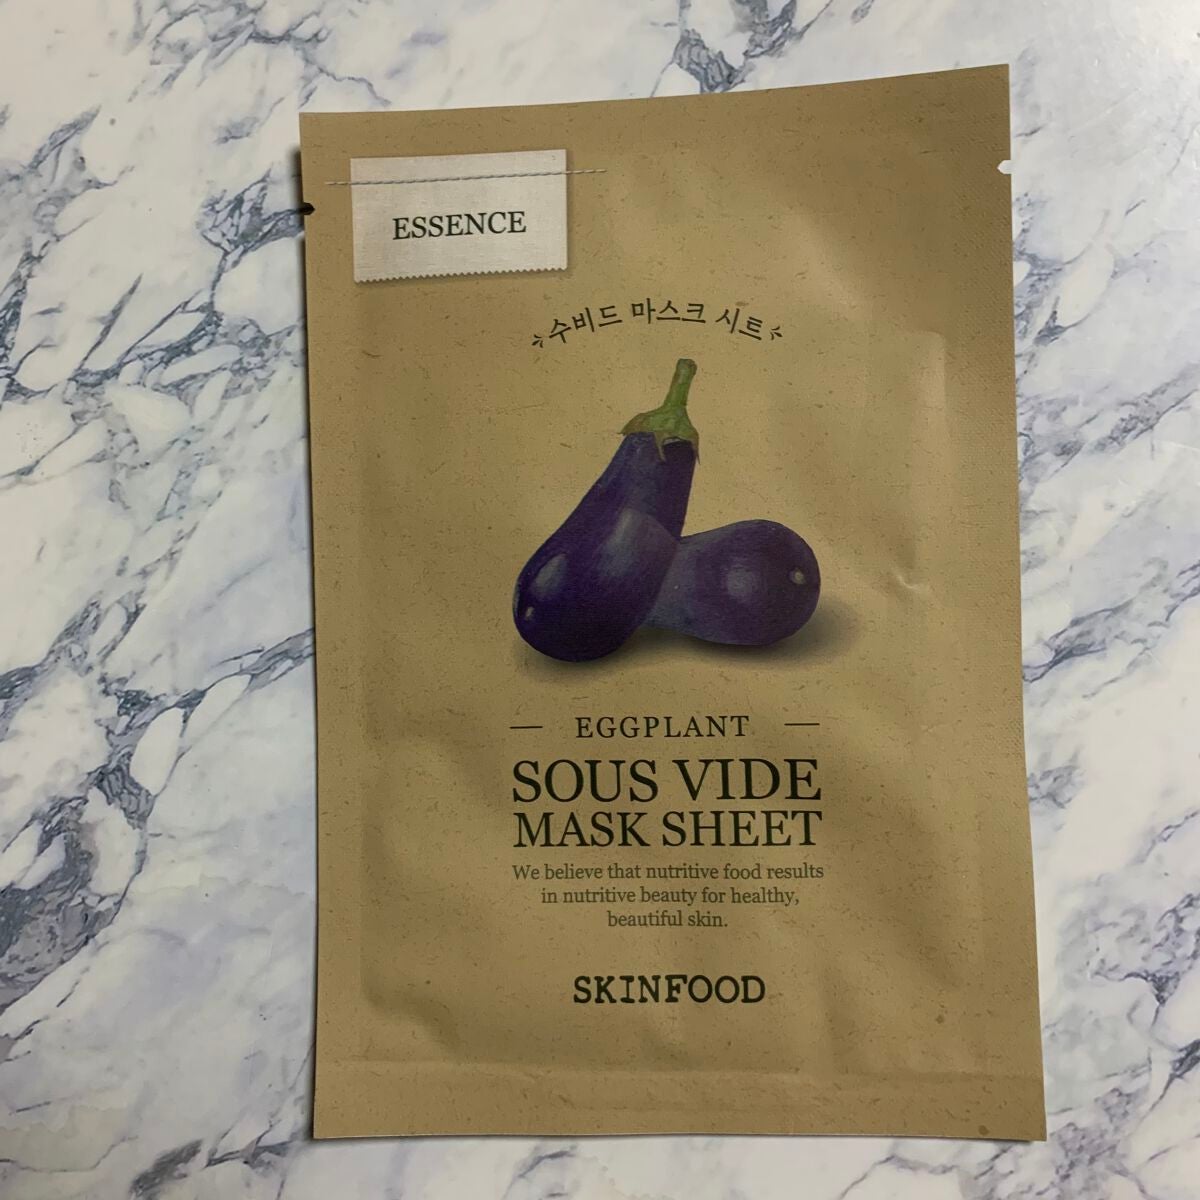 ESSENCE
수비드 마스크 시트
EGGPLANT
SOUS VIDE
MASK SHEET
We believe that nutritive food results
in nutritive beauty for healthy,
beautiful skin.
SKINFOOD